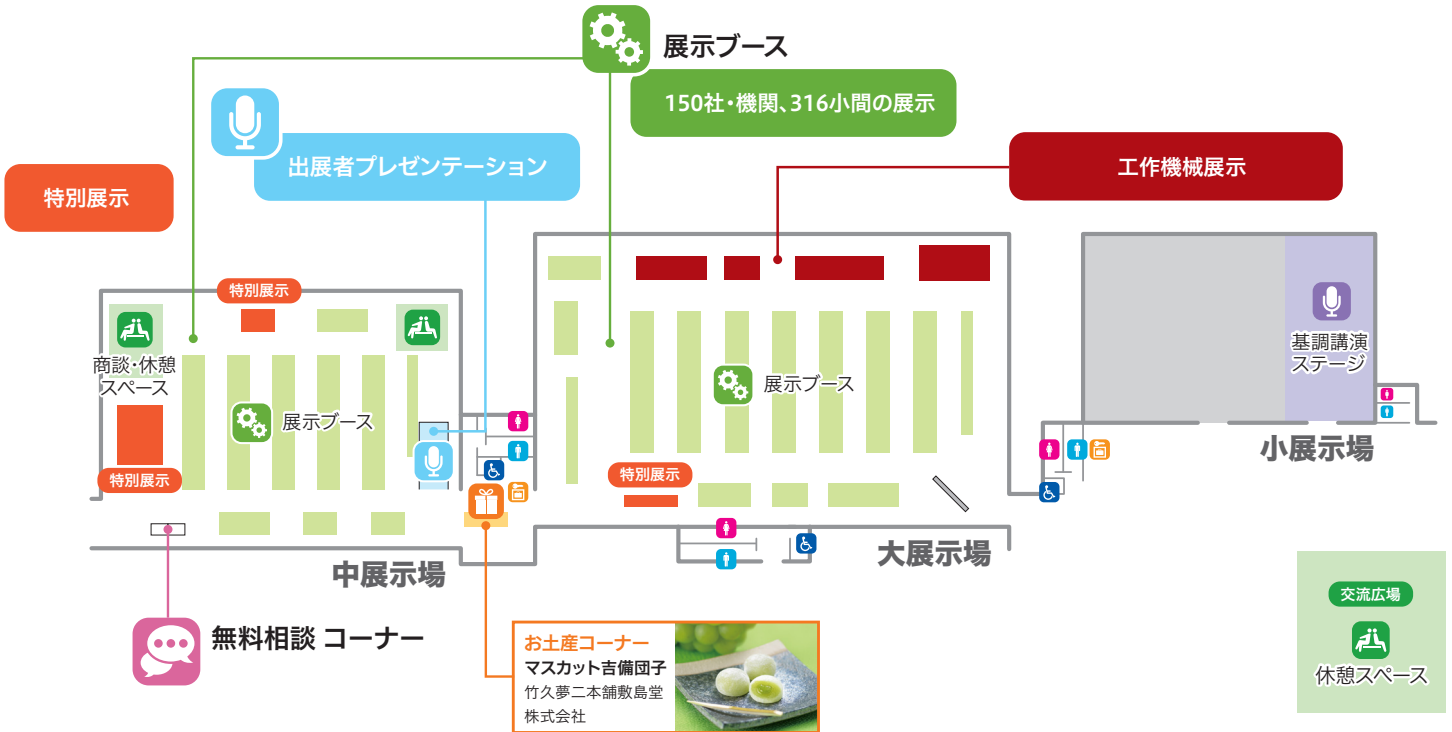 展示ブース
150社・機関、316小間の展示
出展者プレゼンテーション
工作機械展示
特別展示
特別展示
商談・休憩
スペース
展示ブース
特別展示
展示ブース
特別展示
基調講演
ステージ
小展示場
大展示場
中展示場
無料相談 コーナー
お土産コーナー
マスカット吉備団子
竹久夢二本舗敷島堂
株式会社
交流広場
休憩スペース